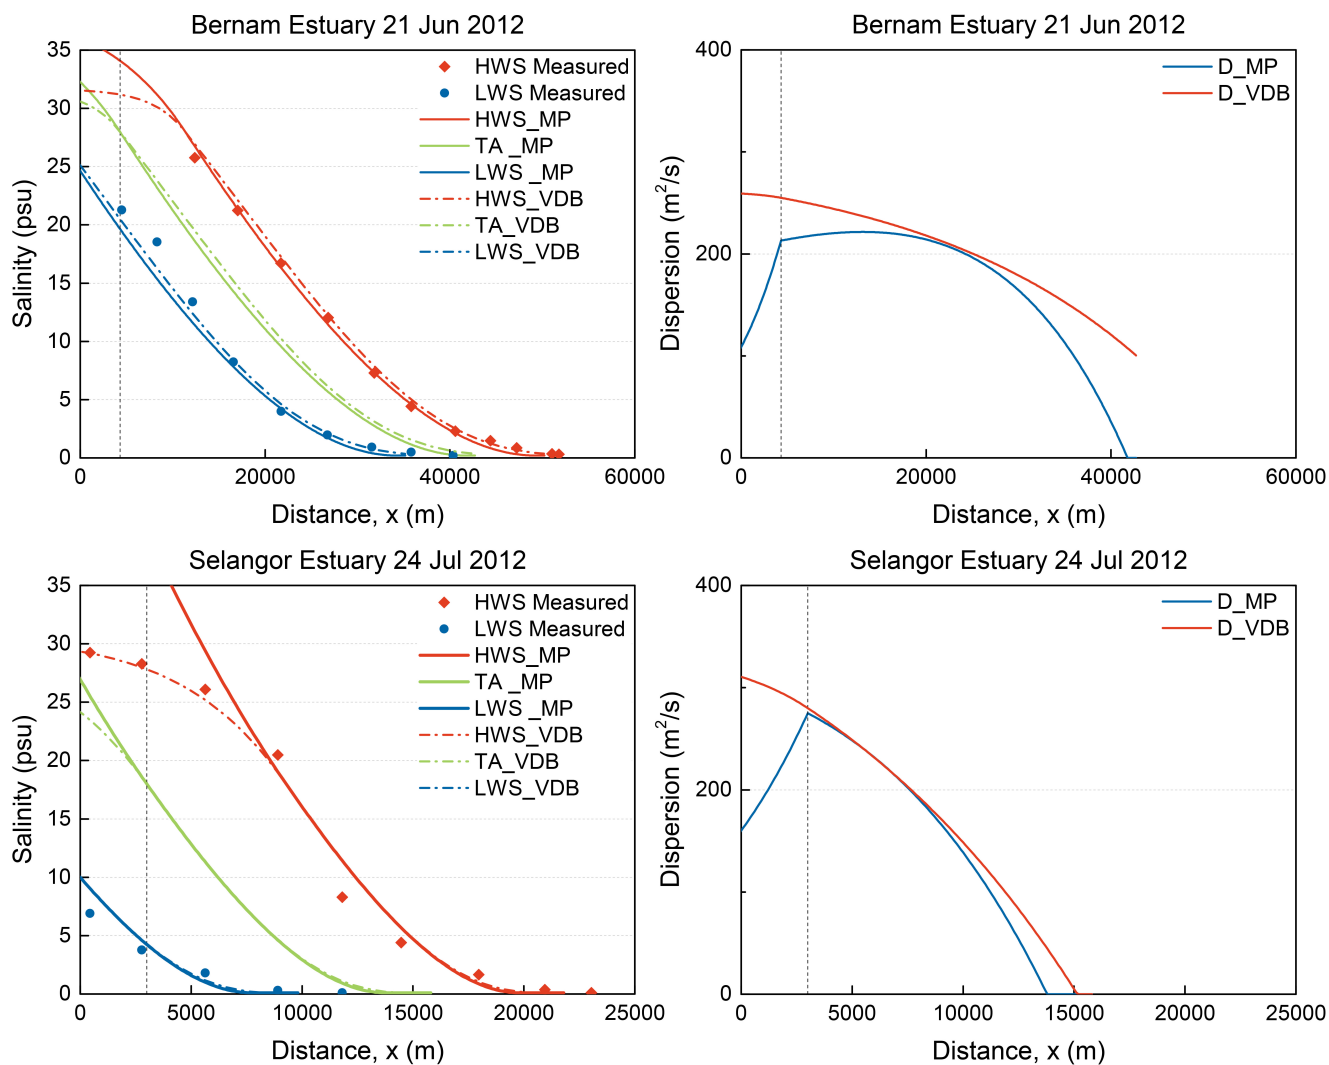 Bernam Estuary 21 Jun 2012
35
30
25
20
15
10
5
0
Salinity (psu)
HWS Measured
LWS Measured
HWS_MP
TA _MP
LWS _MP
HWS_VDB
TA_VDB
LWS_VDB
0 20000 40000 60000
Distance, x (m)
Bernam Estuary 21 Jun 2012
400
200
0
Dispersion (m²/s)
D_MP
D_VDB
0 20000 40000 60000
Distance, x (m)
Selangor Estuary 24 Jul 2012
35
30
25
20
15
10
5
0
Salinity (psu)
HWS Measured
LWS Measured
HWS_MP
TA _MP
LWS _MP
HWS_VDB
TA_VDB
LWS_VDB
0 5000 10000 15000 20000 25000
Distance, x (m)
Selangor Estuary 24 Jul 2012
400
200
0
Dispersion (m²/s)
D_MP
D_VDB
0 5000 10000 15000 20000 25000
Distance, x (m)